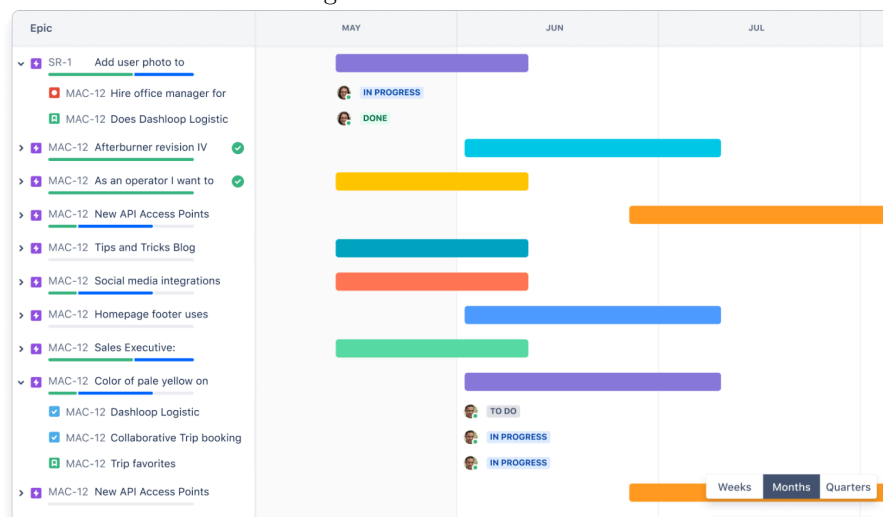 Epic MAY JUN JUL
SR-1 Add user photo to
MAC-12 Hire office manager for IN PROGRESS
MAC-12 Does Dashloop Logistic DONE
MAC-12 Afterburner revision IV
MAC-12 As an operator I want to
MAC-12 New API Access Points
MAC-12 Tips and Tricks Blog
MAC-12 Social media integrations
MAC-12 Homepage footer uses
MAC-12 Sales Executive:
MAC-12 Color of pale yellow on
MAC-12 Dashloop Logistic TO DO
MAC-12 Collaborative Trip booking IN PROGRESS
MAC-12 Trip favorites IN PROGRESS
MAC-12 New API Access Points
Weeks Months Quarters